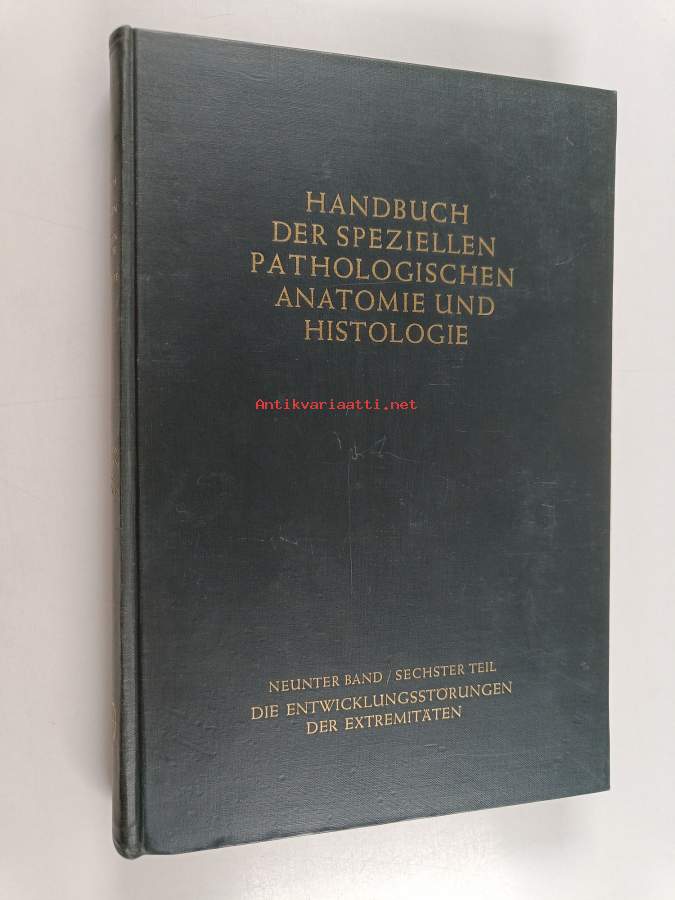 HANDBUCH
DER SPEZIELLEN
PATHOLOGISCHEN
ANATOMIE UND
HISTOLOGIE
Antikvariaatti.net
NEUNTER BAND / SECHSTER TEIL
DIE ENTWICKLUNGSSTÖRUNGEN
DER EXTREMITÄTEN